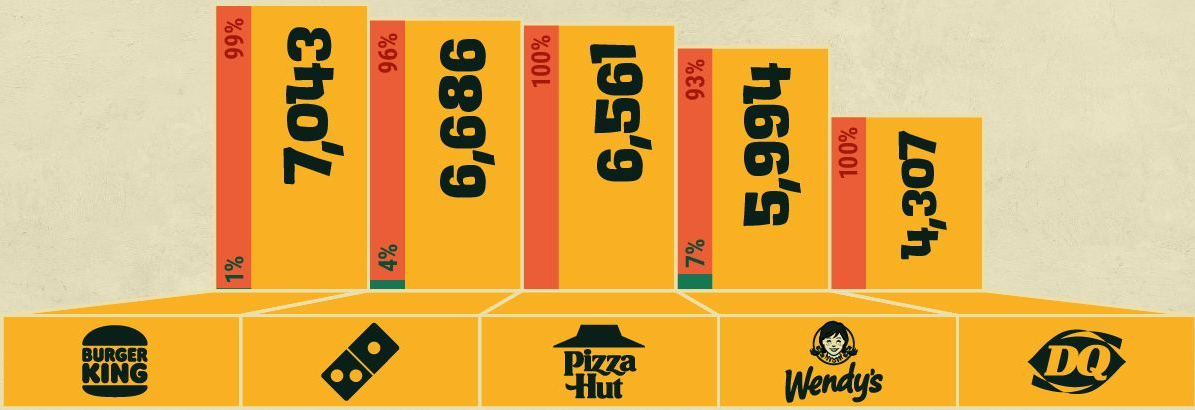 99%
1%
7,043
96%
4%
6,686
100%
6,561
93%
7%
5,994
100%
4,307
BURGER
KING
Pizza
Hut
Wendy's
DQ